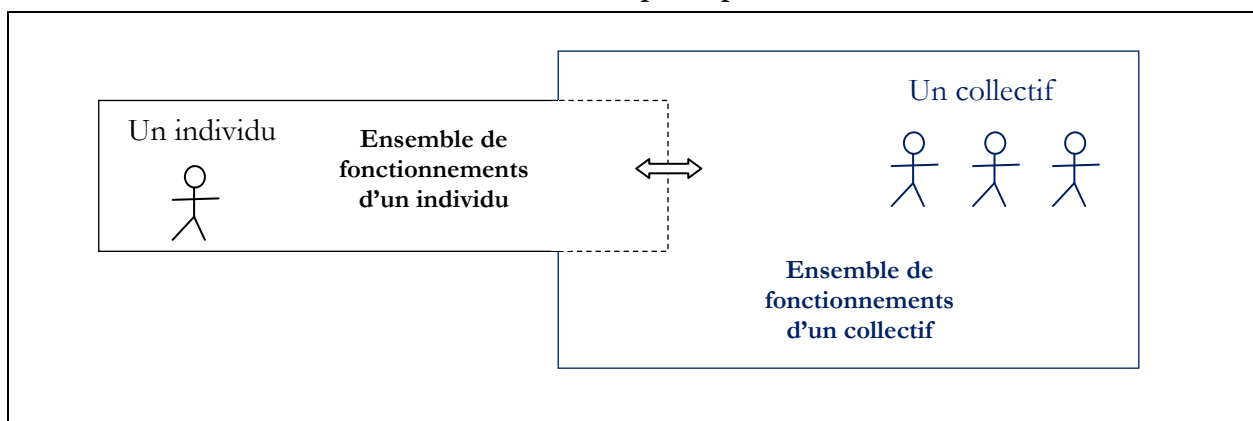 Un individu
Ensemble de
fonctionnements
d’un individu
Un collectif
Ensemble de
fonctionnements
d’un collectif